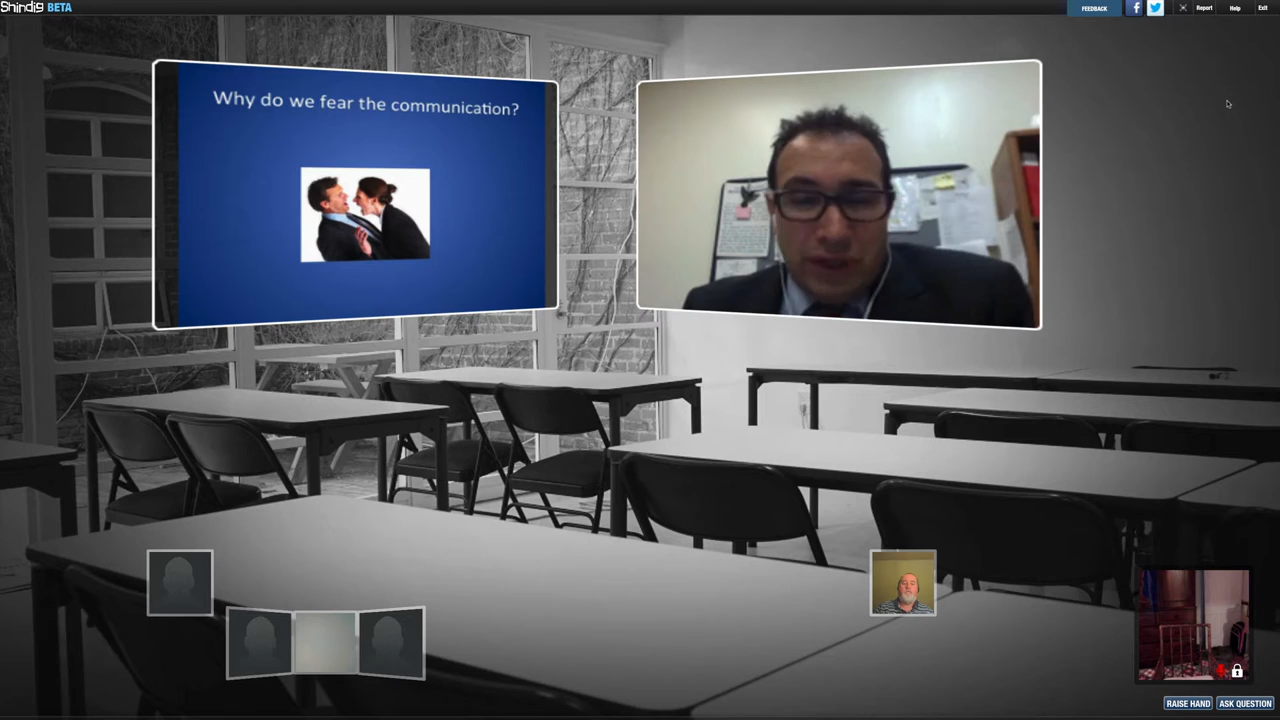 Shindig BETA
FEEDBACK
Report
Help
Exit
Why do we fear the communication?
RAISE HAND
ASK QUESTION